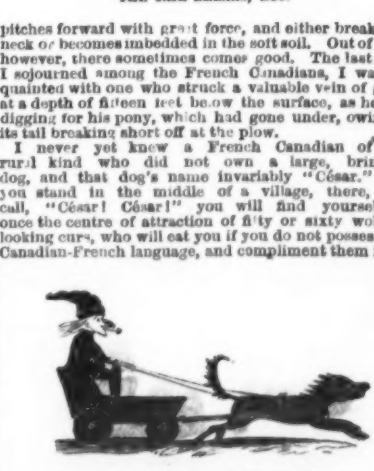 pitches forward with great force, and either break
neck or becomes imbedded in the soft soil. Out of
however, there sometimes comes good. The last
I sojourned among the French Canadians, I wa
quainted with one who struck a valuable vein of
at a depth of fifteen feet below the surface, as he
digging for his pony, which had gone under, owi
its tail breaking short off at the plow.
I never yet knew a French Canadian of
rural kind who did not own a large, brin
dog, and that dog's name invariably "César."
you stand in the middle of a village, there,
call, "César! César!" you will find yoursel
once the centre of attraction of fifty or sixty wo
looking curs, who will eat you if you do not posses
Canadian-French language, and compliment them